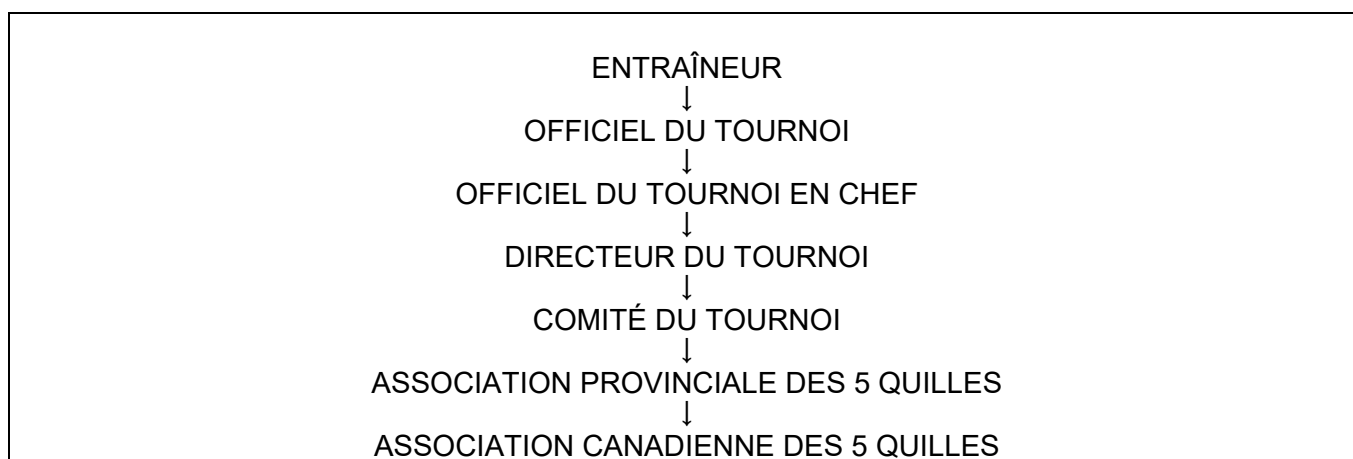 ENTRAÎNEUR
↓
OFFICIEL DU TOURNOI
↓
OFFICIEL DU TOURNOI EN CHEF
↓
DIRECTEUR DU TOURNOI
↓
COMITÉ DU TOURNOI
↓
ASSOCIATION PROVINCIALE DES 5 QUILLES
↓
ASSOCIATION CANADIENNE DES 5 QUILLES